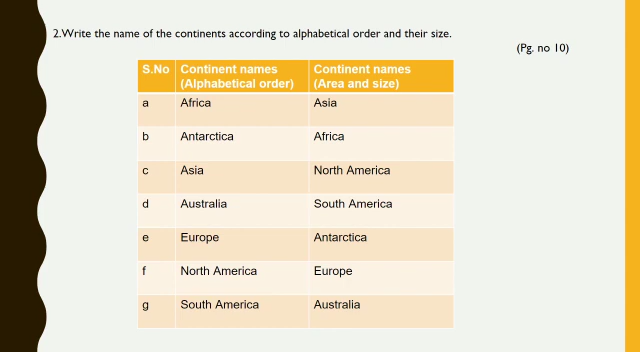 2.Write the name of the continents according to alphabetical order and their size.
(Pg. no 10)
S.No Continent names (Alphabetical order) Continent names (Area and size)
a Africa Asia
b Antarctica Africa
c Asia North America
d Australia South America
e Europe Antarctica
f North America Europe
g South America Australia